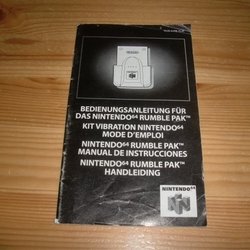 BEDIENUNGSANLEITUNG FÜR
DAS NINTENDO64 RUMBLE PAK™
KIT VIBRATION NINTENDO64
MODE D'EMPLOI
NINTENDO64 RUMBLE PAK™
MANUAL DE INSTRUCCIONES
NINTENDO64 RUMBLE PAK™
HANDLEIDING
NINTENDO64